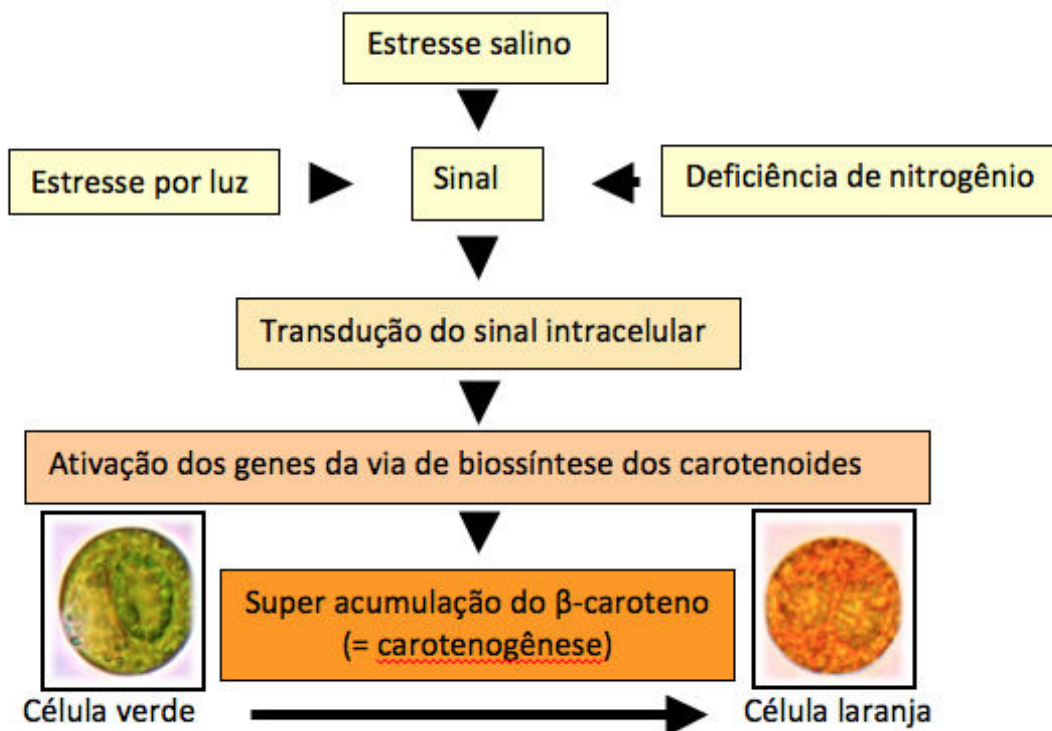 Estresse salino
Estresse por luz
Sinal
Deficiência de nitrogênio
Transdução do sinal intracelular
Ativação dos genes da via de biossíntese dos carotenoides
Super acumulação do β-caroteno
(= carotenogênese)
Célula verde
Célula laranja